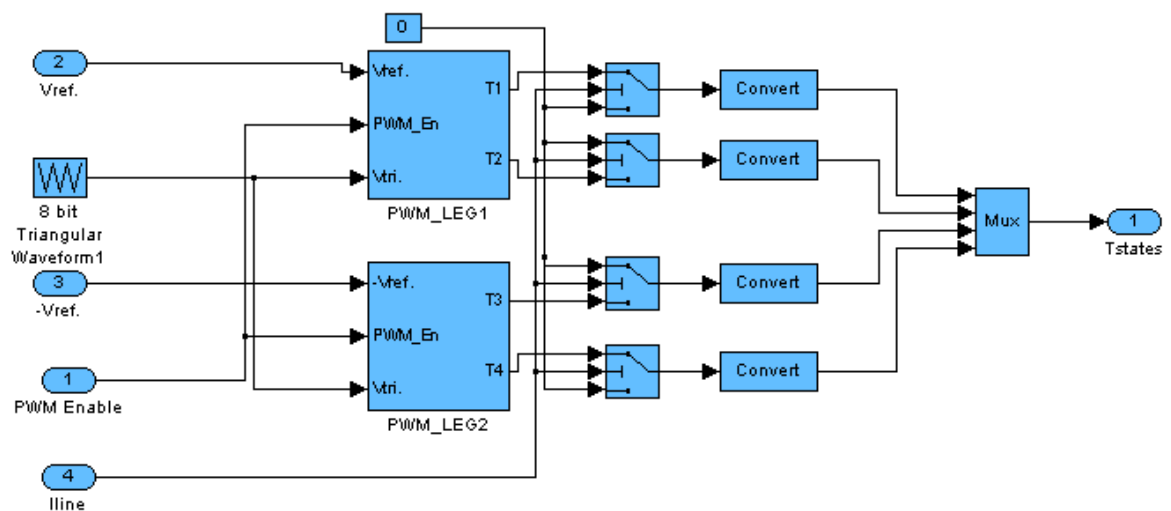 0
2
Vref.
Vref.
T1
PWM_En
T2
Vtri.
PWM_LEG1
8 bit
Triangular
Waveform1
3
-Vref.
-Vref.
T3
PWM_En
T4
Vtri.
PWM_LEG2
1
PWM Enable
4
Iline
Convert
Convert
Convert
Convert
Mux
1
Tstates